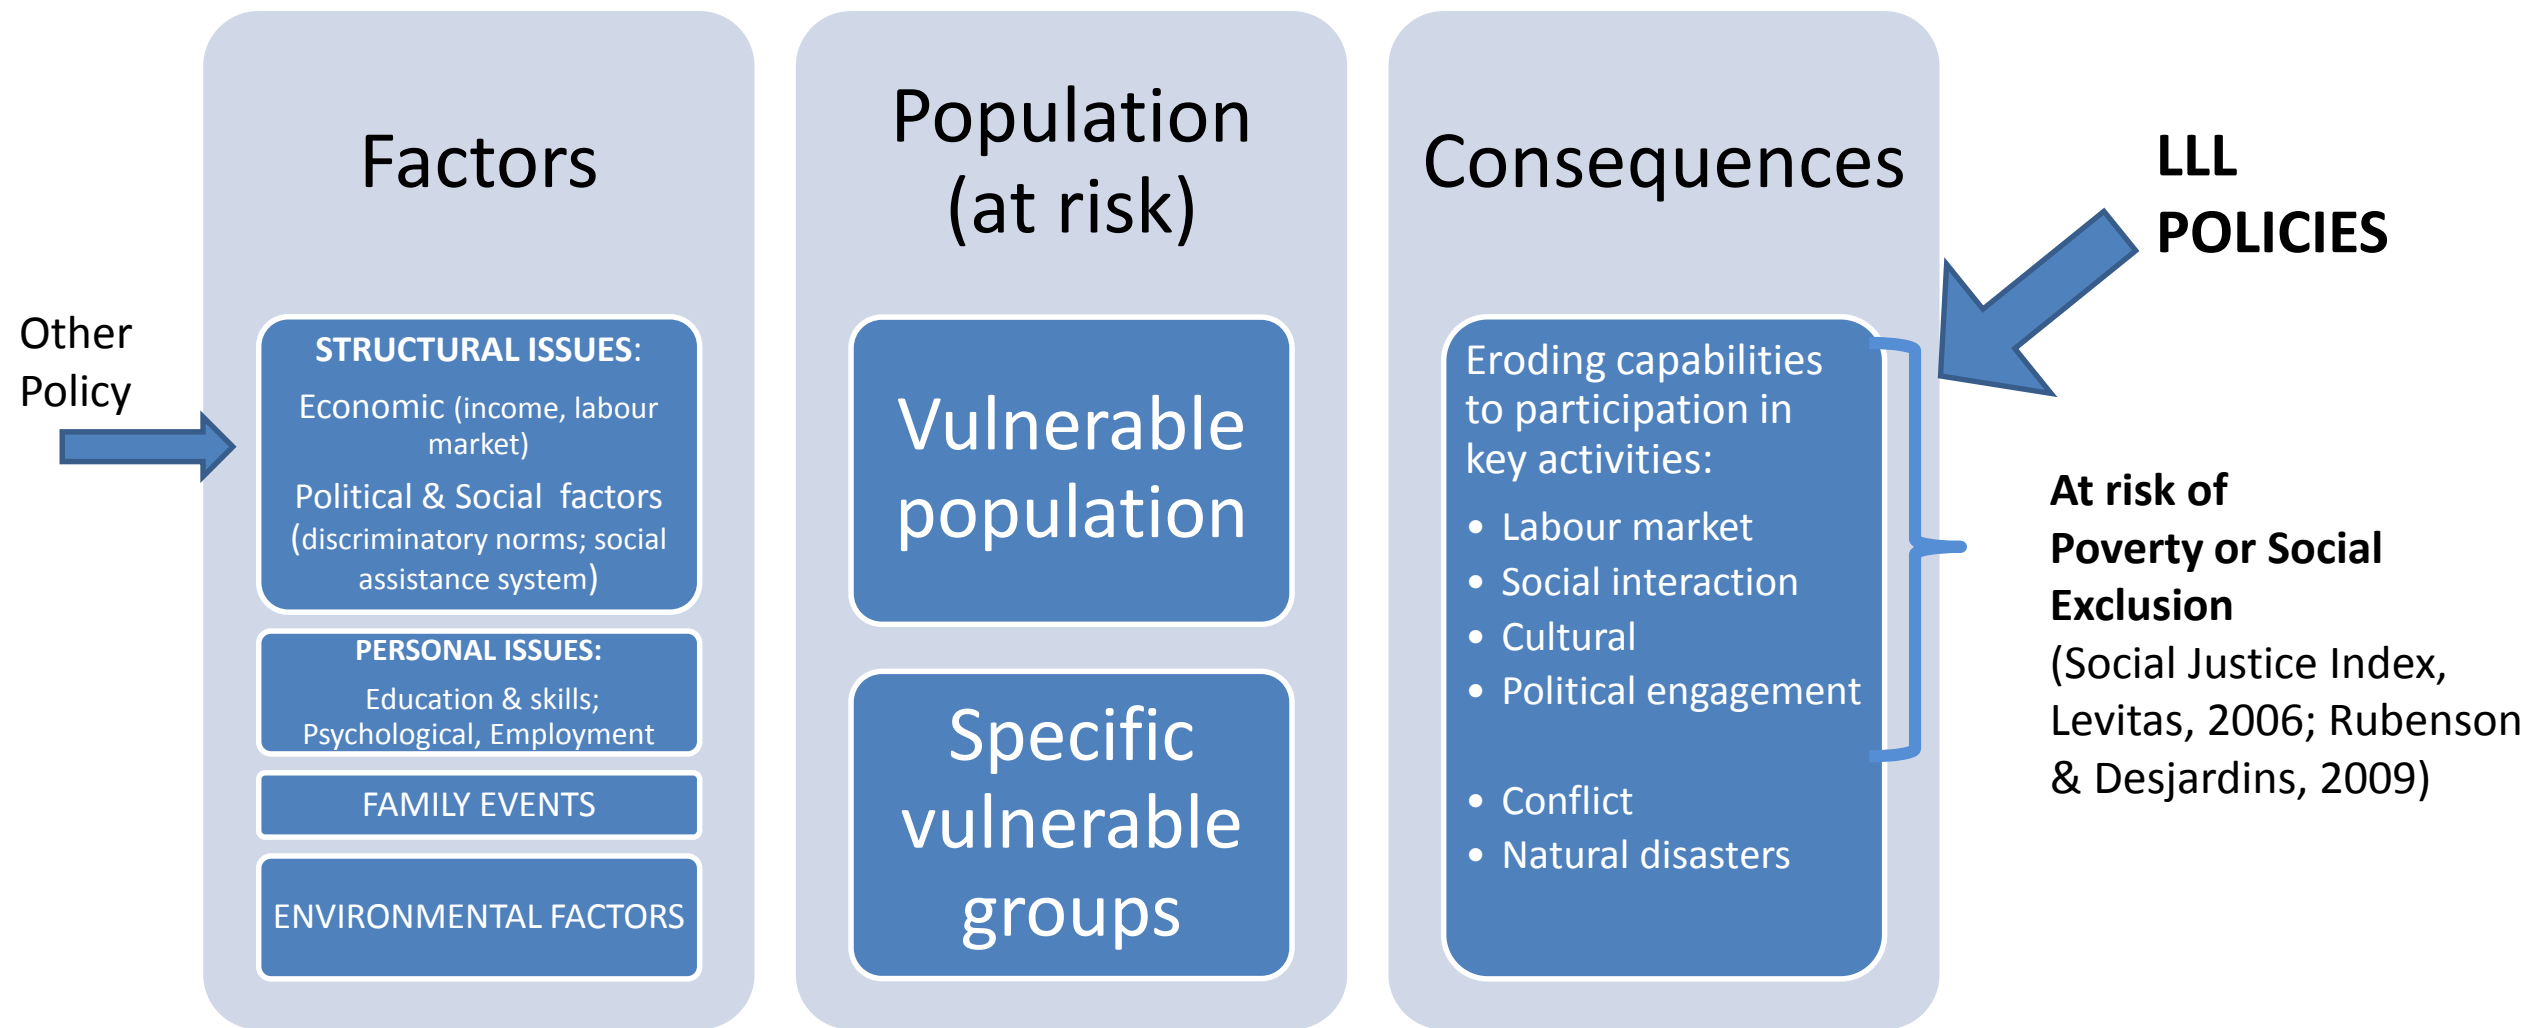 Other
Policy
Factors
STRUCTURAL ISSUES:
Economic (income, labour
market)
Political & Social factors
(discriminatory norms; social
assistance system)
PERSONAL ISSUES:
Education & skills;
Psychological, Employment
FAMILY EVENTS
ENVIRONMENTAL FACTORS
Population
(at risk)
Vulnerable
population
Specific
vulnerable
groups
Consequences
Eroding capabilities
to participation in
key activities:
• Labour market
• Social interaction
• Cultural
• Political engagement
• Conflict
• Natural disasters
LLL
POLICIES
At risk of
Poverty or Social
Exclusion
(Social Justice Index,
Levitas, 2006; Rubenson
& Desjardins, 2009)